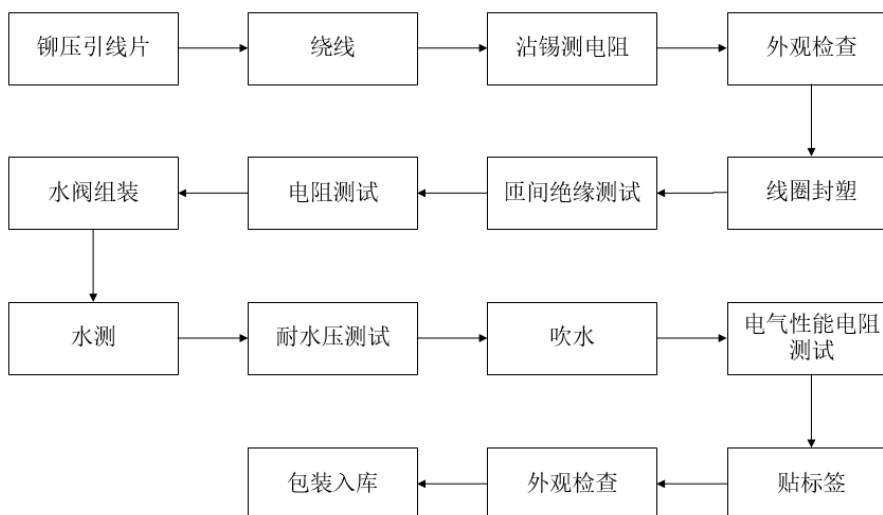 铆压引线片
绕线
沾锡测电阻
外观检查
线圈封塑
匝间绝缘测试
电阻测试
水阀组装
水测
耐水压测试
吹水
电气性能电阻
测试
贴标签
外观检查
包装入库